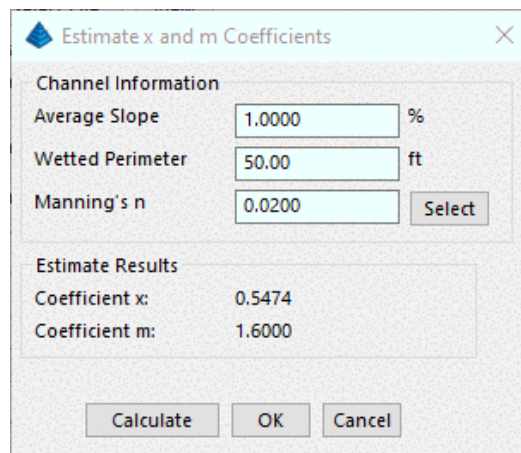 Estimate x and m Coefficients
Channel Information
Average Slope 1.0000 %
Wetted Perimeter 50.00 ft
Manning's n 0.0200 Select
Estimate Results
Coefficient x: 0.5474
Coefficient m: 1.6000
Calculate OK Cancel